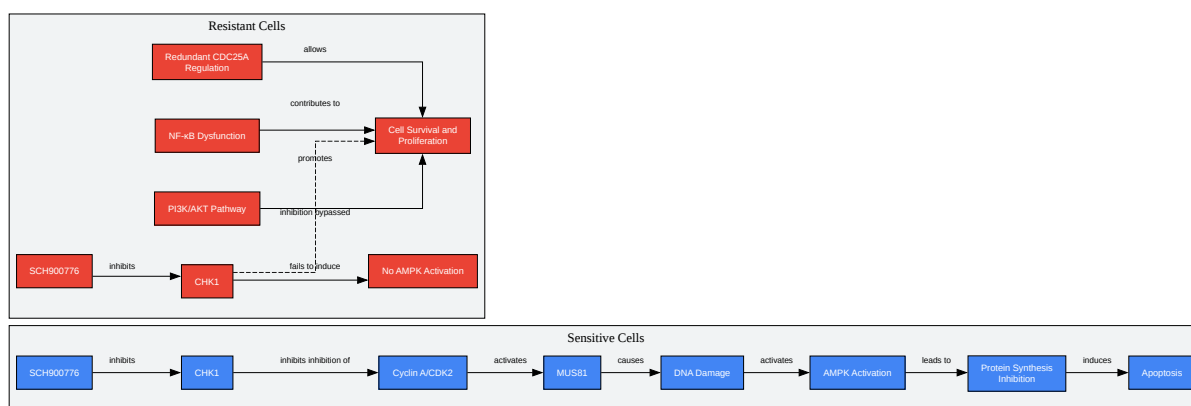 Resistant Cells
Redundant CDC25A
Regulation
allows
contributes to
NF-κB Dysfunction
Cell Survival and
Proliferation
promotes
PI3K/AKT Pathway
inhibition bypassed
SCH900776
inhibits
CHK1
fails to induce
No AMPK Activation
Sensitive Cells
SCH900776
inhibits
CHK1
inhibits inhibition of
Cyclin A/CDK2
activates
MUS81
causes
DNA Damage
activates
AMPK Activation
leads to
Protein Synthesis
Inhibition
induces
Apoptosis